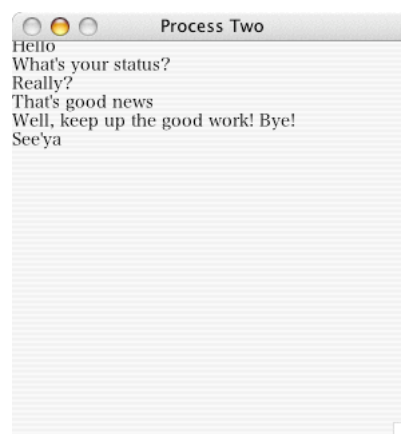 Process Two
Hello
What's your status?
Really?
That's good news
Well, keep up the good work! Bye!
See'ya